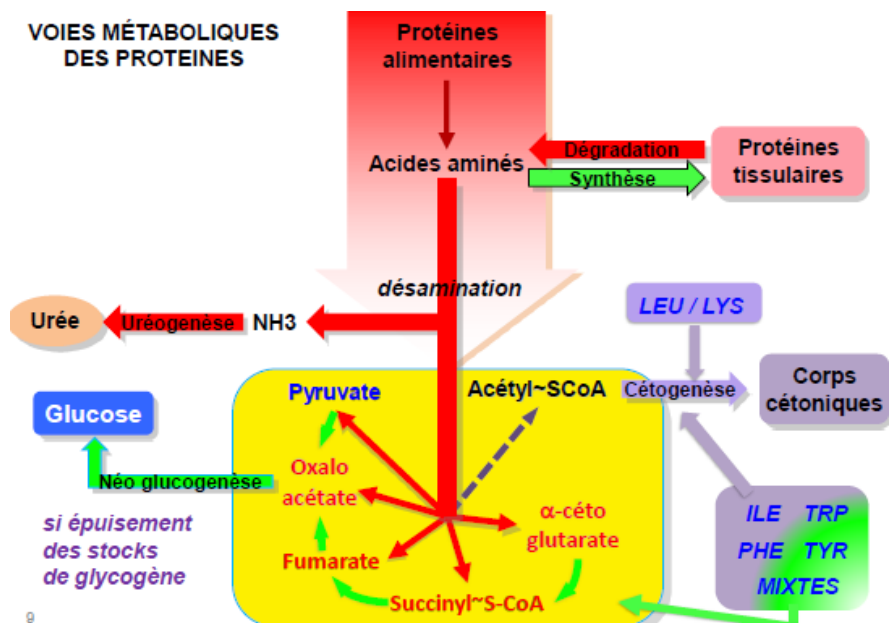 VOIES MÉTABOLIQUES
DES PROTEINES
Protéines
alimentaires
Acides aminés
Dégradation
Synthèse
Protéines
tissulaires
désamination
Urée
Uréogenèse
NH3
LEU / LYS
Pyruvate
Acétyl~SCoA
Cétogenèse
Corps
cétoniques
Glucose
Néo glucogenèse
Oxalo
acétate
α-céto
glutarate
si épuisement
des stocks
de glycogène
Fumarate
Succinyl~S-CoA
ILE TRP
PHE TYR
MIXTES
9